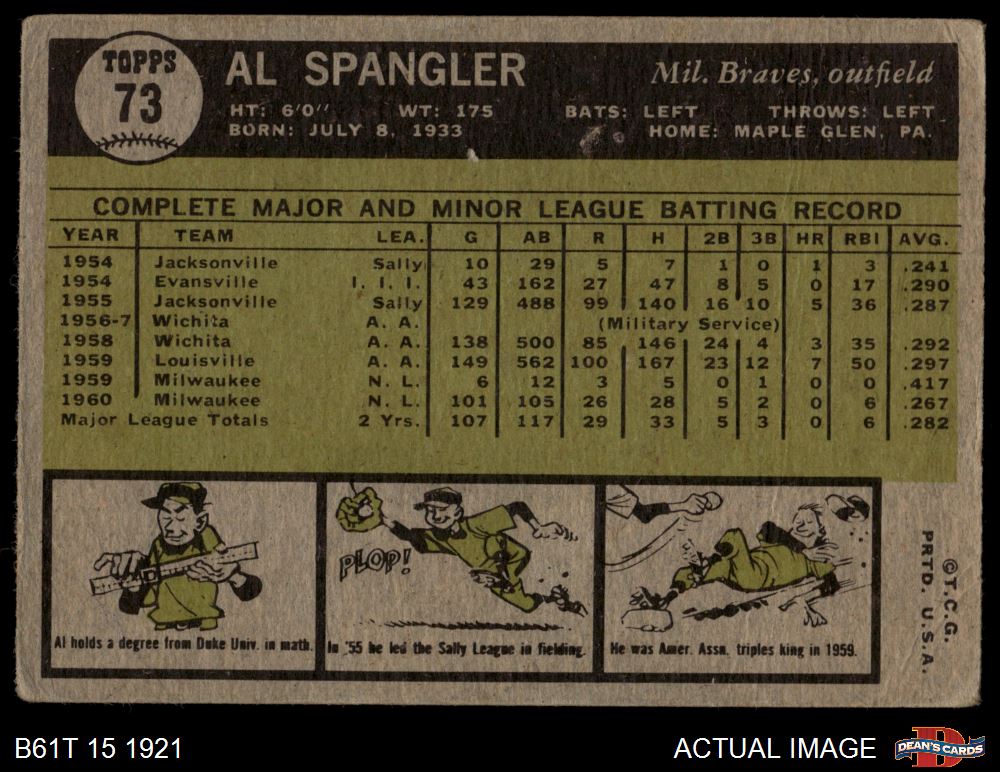 TOPPS
73
AL SPANGLER
Mil. Braves, outfield
HT: 6'0" WT: 175 BATS: LEFT THROWS: LEFT
BORN: JULY 8, 1933 HOME: MAPLE GLEN, PA.
COMPLETE MAJOR AND MINOR LEAGUE BATTING RECORD
YEAR TEAM LEA. G AB R H 2B 3B HR RBI AVG.
1954 Jacksonville Sally 10 29 5 7 1 0 1 3 .241
1954 Evansville I. I. I. 43 162 27 47 8 5 0 17 .290
1955 Jacksonville Sally 129 488 99 140 16 10 5 36 .287
1956-7 Wichita A. A. (Military Service)
1958 Wichita A. A. 138 500 85 146 24 4 3 35 .292
1959 Louisville A. A. 149 562 100 167 23 12 7 50 .297
1959 Milwaukee N. L. 6 12 3 5 0 1 0 0 .417
1960 Milwaukee N. L. 101 105 26 28 5 2 0 6 .267
Major League Totals 2 Yrs. 107 117 29 33 5 3 0 6 .282
Al holds a degree from Duke Univ. in math.
PLOP!
In '55 he led the Sally League in fielding.
He was Amer. Assn. triples king in 1959.
©T.C.G.
PRTD. U.S.A.
B61T 15 1921
ACTUAL IMAGE
D
DEAN'S CARDS